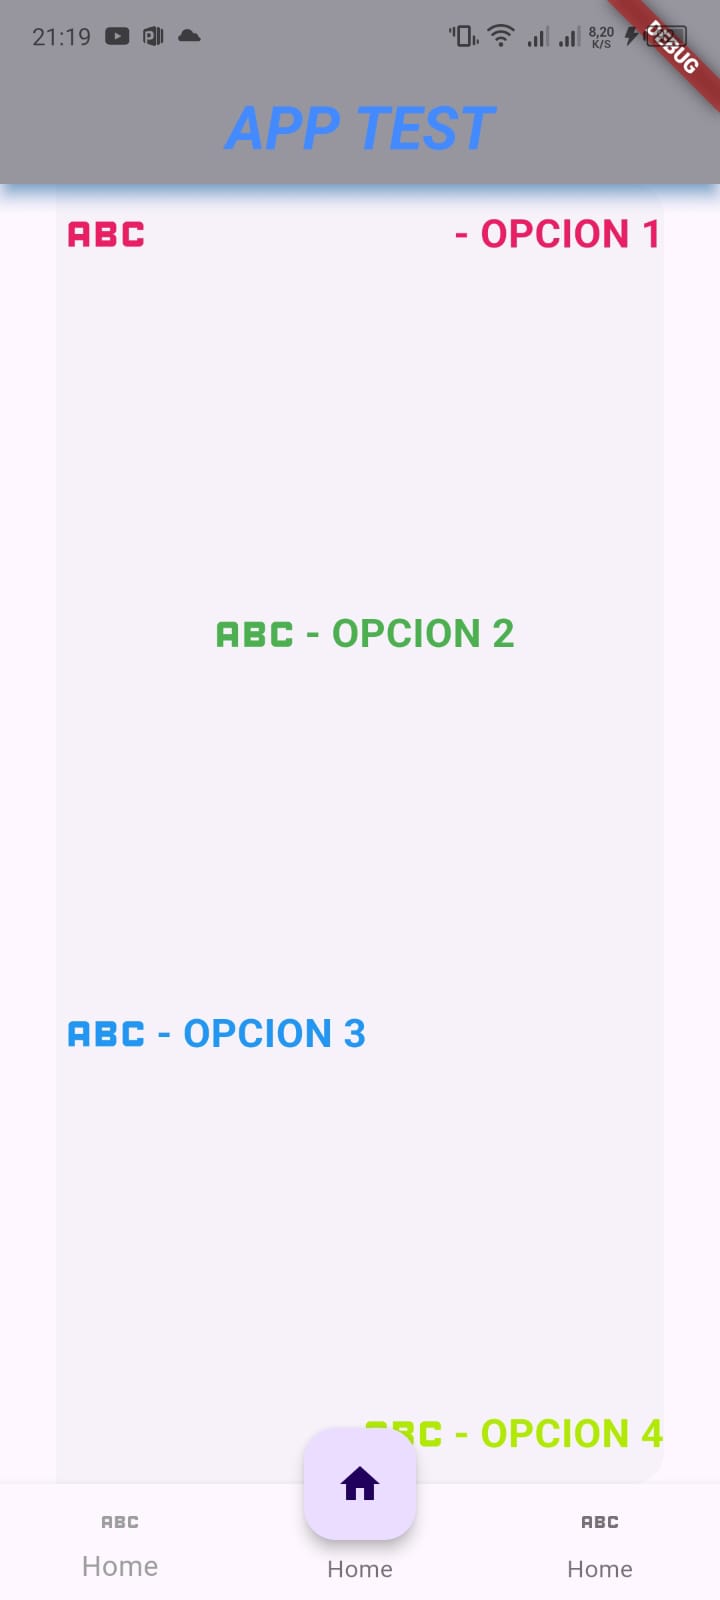 21:19 8,20 K/S
DEBUG
APP TEST
ABC - OPCION 1
ABC - OPCION 2
ABC - OPCION 3
ABC - OPCION 4
ABC ABC
Home Home Home